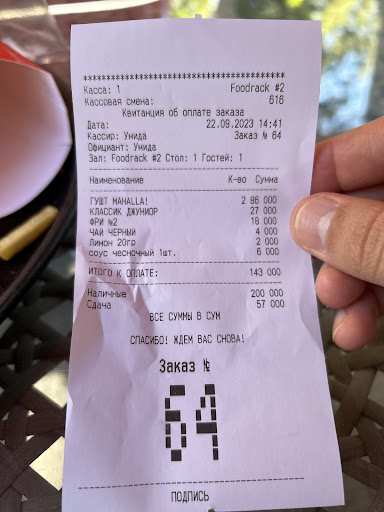 ****************************************
Касса: 1 Foodrack #2
Кассовая смена: 616
Квитанция об оплате заказа
Дата: 22.09.2023 14:41
Кассир: Умида Заказ № 64
Официант: Умида
Зал: Foodrack #2 Стол: 1 Гостей: 1
Наименование К-во Сумма
ГУШТ MAHALLA! 2 86 000
КЛАССИК ДЖУНИОР 27 000
ФРИ №2 18 000
ЧАЙ ЧЕРНЫЙ 4 000
Лимон 20гр 2 000
соус чесночный 1шт. 6 000
ИТОГО К ОПЛАТЕ: 143 000
Наличные 200 000
Сдача 57 000
ВСЕ СУММЫ В СУМ
СПАСИБО! ЖДЕМ ВАС СНОВА!
Заказ №
64
ПОДПИСЬ